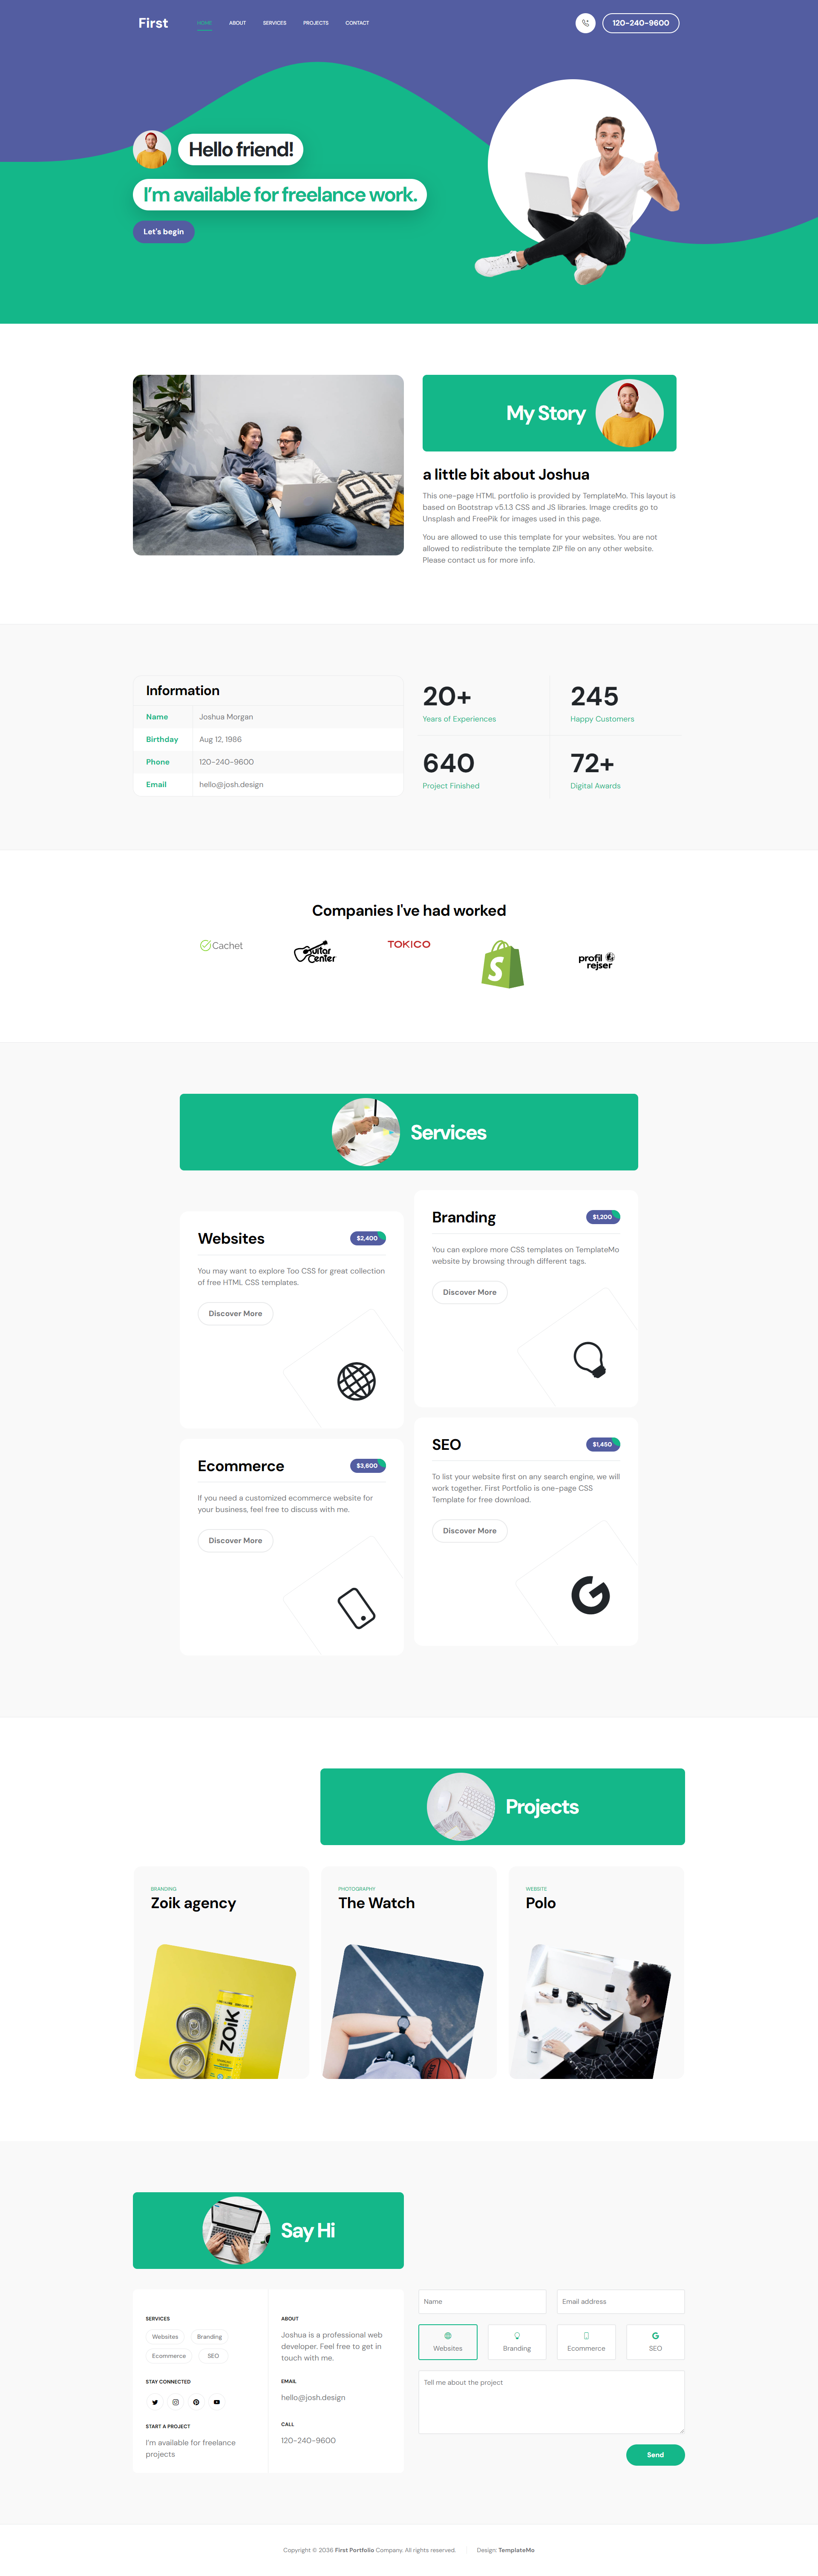 First
HOME
ABOUT
SERVICES
PROJECTS
CONTACT
120-240-9600
Hello friend!
I'm available for freelance work.
Let's begin
My Story
a little bit about Joshua
This one-page HTML portfolio is provided by TemplateMo. This layout is
based on Bootstrap v5.1.3 CSS and JS libraries. Image credits go to
Unsplash and FreePik for images used in this page.
You are allowed to use this template for your websites. You are not
allowed to redistribute the template ZIP file on any other website.
Please contact us for more info.
Information
Name Joshua Morgan
Birthday Aug 12, 1986
Phone 120-240-9600
Email hello@josh.design
20+
Years of Experiences
245
Happy Customers
640
Project Finished
72+
Digital Awards
Companies I've had worked
Cachet
Guitar
Center
TOKICO
S
profil
rejser
Services
Websites
$2,400
You may want to explore Too CSS for great collection
of free HTML CSS templates.
Discover More
Branding
$1,200
You can explore more CSS templates on TemplateMo
website by browsing through different tags.
Discover More
Ecommerce
$3,600
If you need a customized ecommerce website for
your business, feel free to discuss with me.
Discover More
SEO
$1,450
To list your website first on any search engine, we will
work together. First Portfolio is one-page CSS
Template for free download.
Discover More
Projects
BRANDING
Zoik agency
ZOIK
PHOTOGRAPHY
The Watch
WEBSITE
Polo
Say Hi
SERVICES
Websites
Branding
Ecommerce
SEO
STAY CONNECTED
START A PROJECT
I'm available for freelance
projects
ABOUT
Joshua is a professional web
developer. Feel free to get in
touch with me.
EMAIL
hello@josh.design
CALL
120-240-9600
Name
Email address
Websites
Branding
Ecommerce
SEO
Tell me about the project
Send
Copyright © 2036 First Portfolio Company. All rights reserved.
Design: TemplateMo